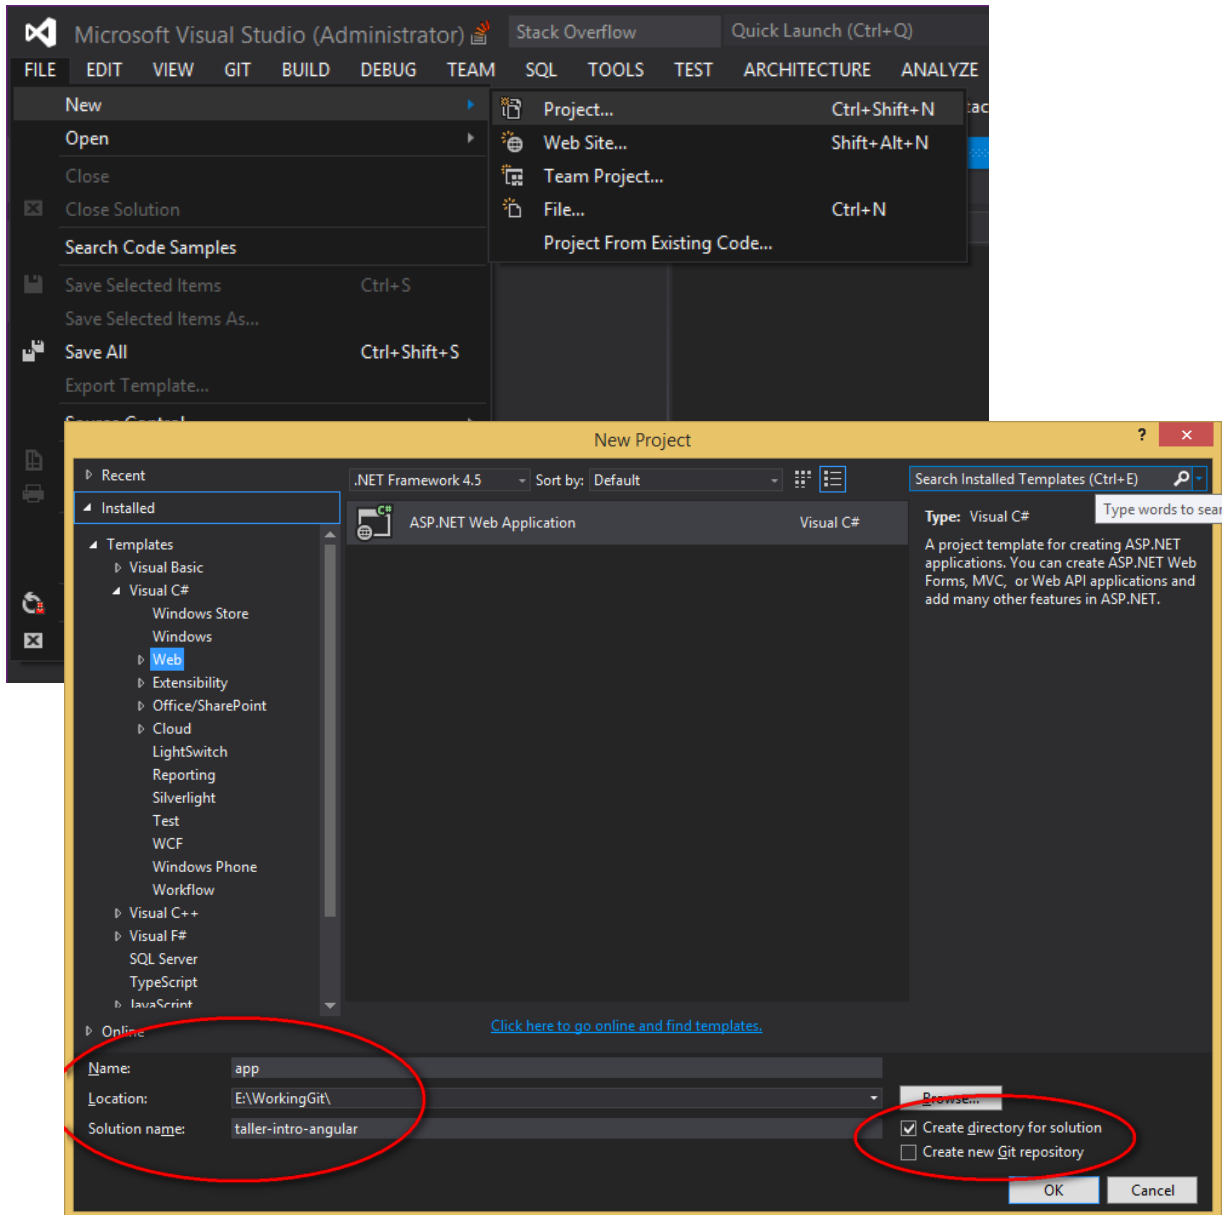 Microsoft Visual Studio (Administrator) Stack Overflow Quick Launch (Ctrl+Q)
FILE EDIT VIEW GIT BUILD DEBUG TEAM SQL TOOLS TEST ARCHITECTURE ANALYZE
New
Open
Close
Close Solution
Search Code Samples
Save Selected Items Ctrl+S
Save Selected Items As...
Save All Ctrl+Shift+S
Export Template...
Project... Ctrl+Shift+N
Web Site... Shift+Alt+N
Team Project...
File... Ctrl+N
Project From Existing Code...
New Project
? ×
Recent
Installed
Templates
Visual Basic
Visual C#
Windows Store
Windows
Web
Extensibility
Office/SharePoint
Cloud
LightSwitch
Reporting
Silverlight
Test
WCF
Windows Phone
Workflow
Visual C++
Visual F#
SQL Server
TypeScript
JavaScript
Online
.NET Framework 4.5 Sort by: Default
C# ASP.NET Web Application Visual C#
Click here to go online and find templates.
Search Installed Templates (Ctrl+E)
Type words to sear
Type: Visual C#
A project template for creating ASP.NET
applications. You can create ASP.NET Web
Forms, MVC, or Web API applications and
add many other features in ASP.NET.
Name: app
Location: E:\WorkingGit\
Solution name: taller-intro-angular
Browse...
Create directory for solution
Create new Git repository
OK Cancel